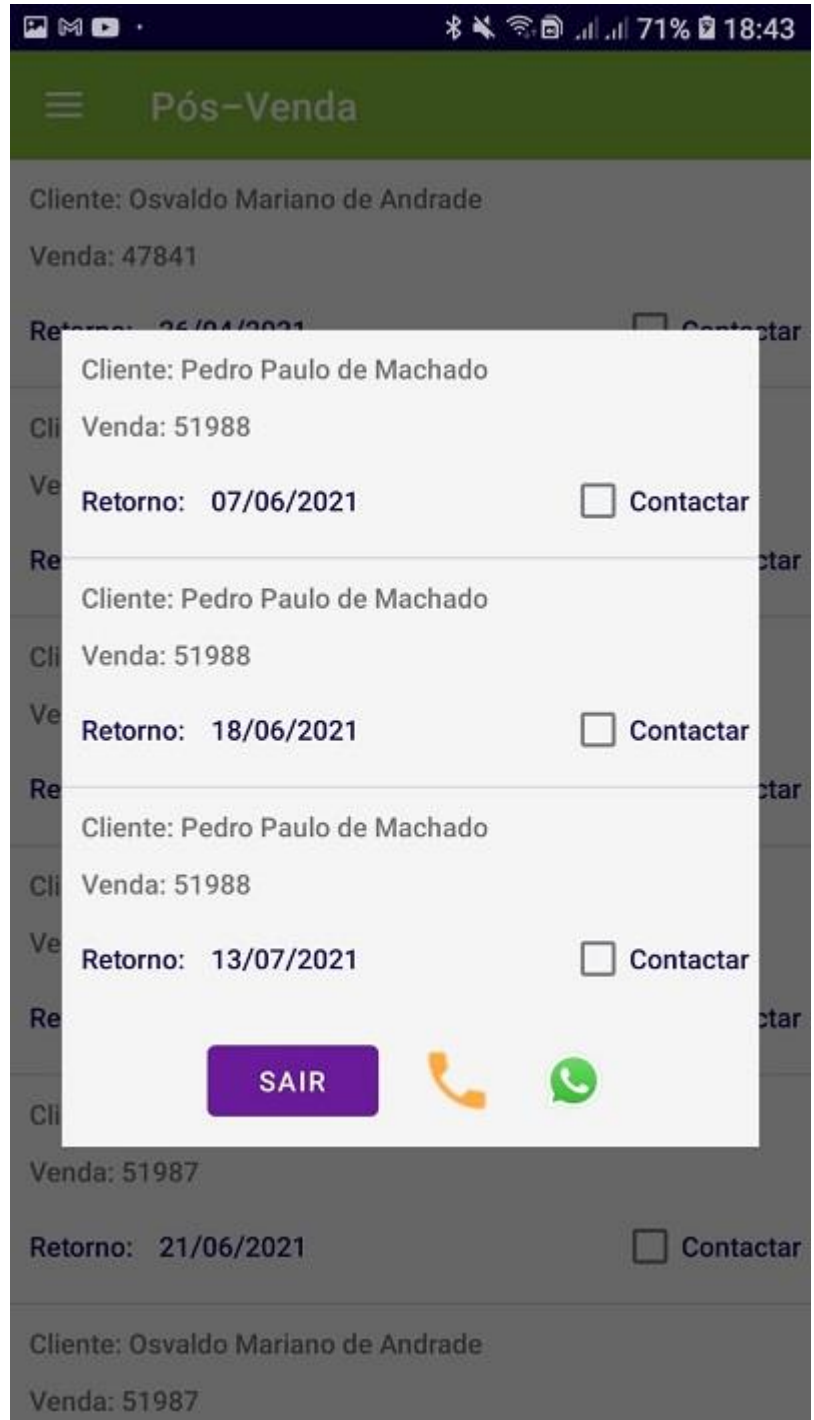 71% 18:43
Pós-Venda
Cliente: Osvaldo Mariano de Andrade
Venda: 47841
Cliente: Pedro Paulo de Machado
Venda: 51988
Retorno: 07/06/2021 Contactar
Cliente: Pedro Paulo de Machado
Venda: 51988
Retorno: 18/06/2021 Contactar
Cliente: Pedro Paulo de Machado
Venda: 51988
Retorno: 13/07/2021 Contactar
SAIR
Venda: 51987
Retorno: 21/06/2021 Contactar
Cliente: Osvaldo Mariano de Andrade
Venda: 51987